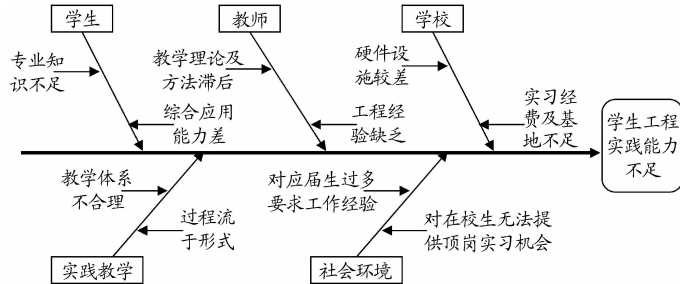 学生
教师
学校
专业知
识不足
教学理论及
方法滞后
硬件设
施较差
综合应用
能力差
工程经
验缺乏
实习经
费及基
地不足
学生工程
实践能力
不足
教学体系
不合理
对应届生过多
要求工作经验
过程流
于形式
对在校生无法提
供顶岗实习机会
实践教学
社会环境